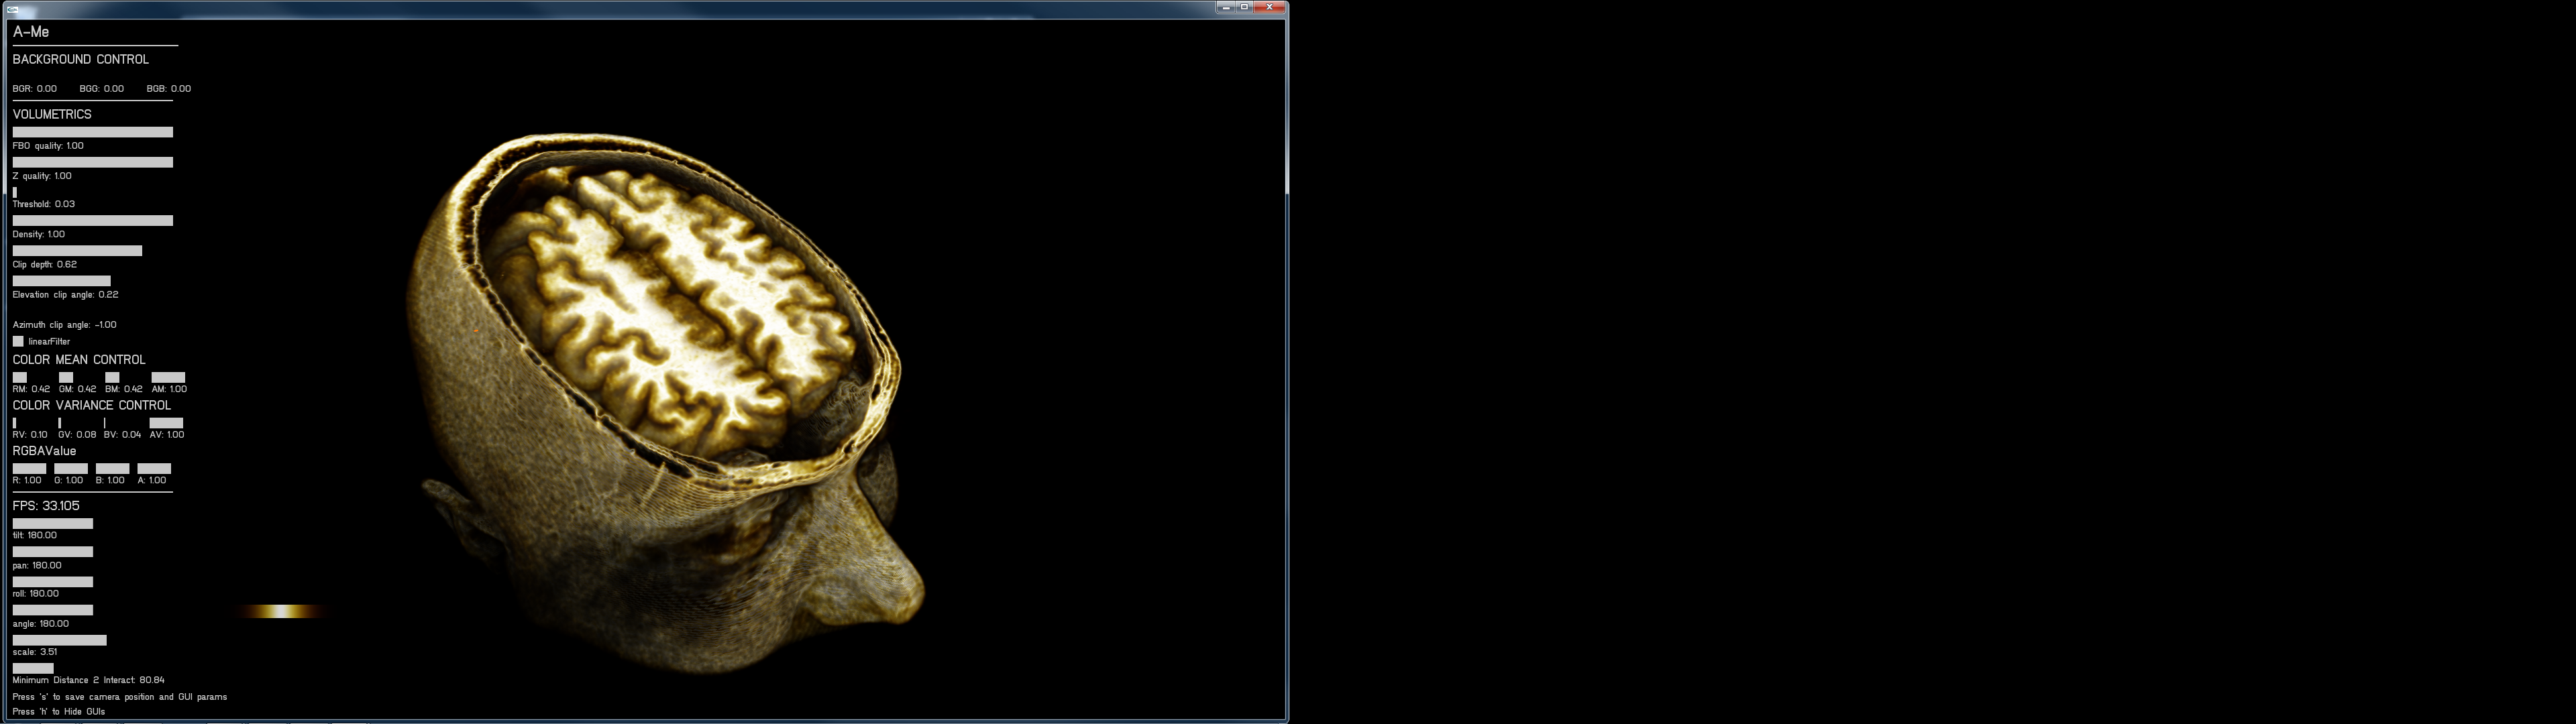 A-Me
BACKGROUND CONTROL
BGR: 0.00 BGG: 0.00 BGB: 0.00
VOLUMETRICS
FBO quality: 1.00
Z quality: 1.00
Threshold: 0.03
Density: 1.00
Clip depth: 0.62
Elevation clip angle: 0.22
Azimuth clip angle: -1.00
linearFilter
COLOR MEAN CONTROL
RM: 0.42 GM: 0.42 BM: 0.42 AM: 1.00
COLOR VARIANCE CONTROL
RV: 0.10 GV: 0.08 BV: 0.04 AV: 1.00
RGBAValue
R: 1.00 G: 1.00 B: 1.00 A: 1.00
FPS: 33.105
tilt: 180.00
pan: 180.00
roll: 180.00
angle: 180.00
scale: 3.51
Minimum Distance 2 Interact: 80.84
Press 's' to save camera position and GUI params
Press 'h' to Hide GUIs